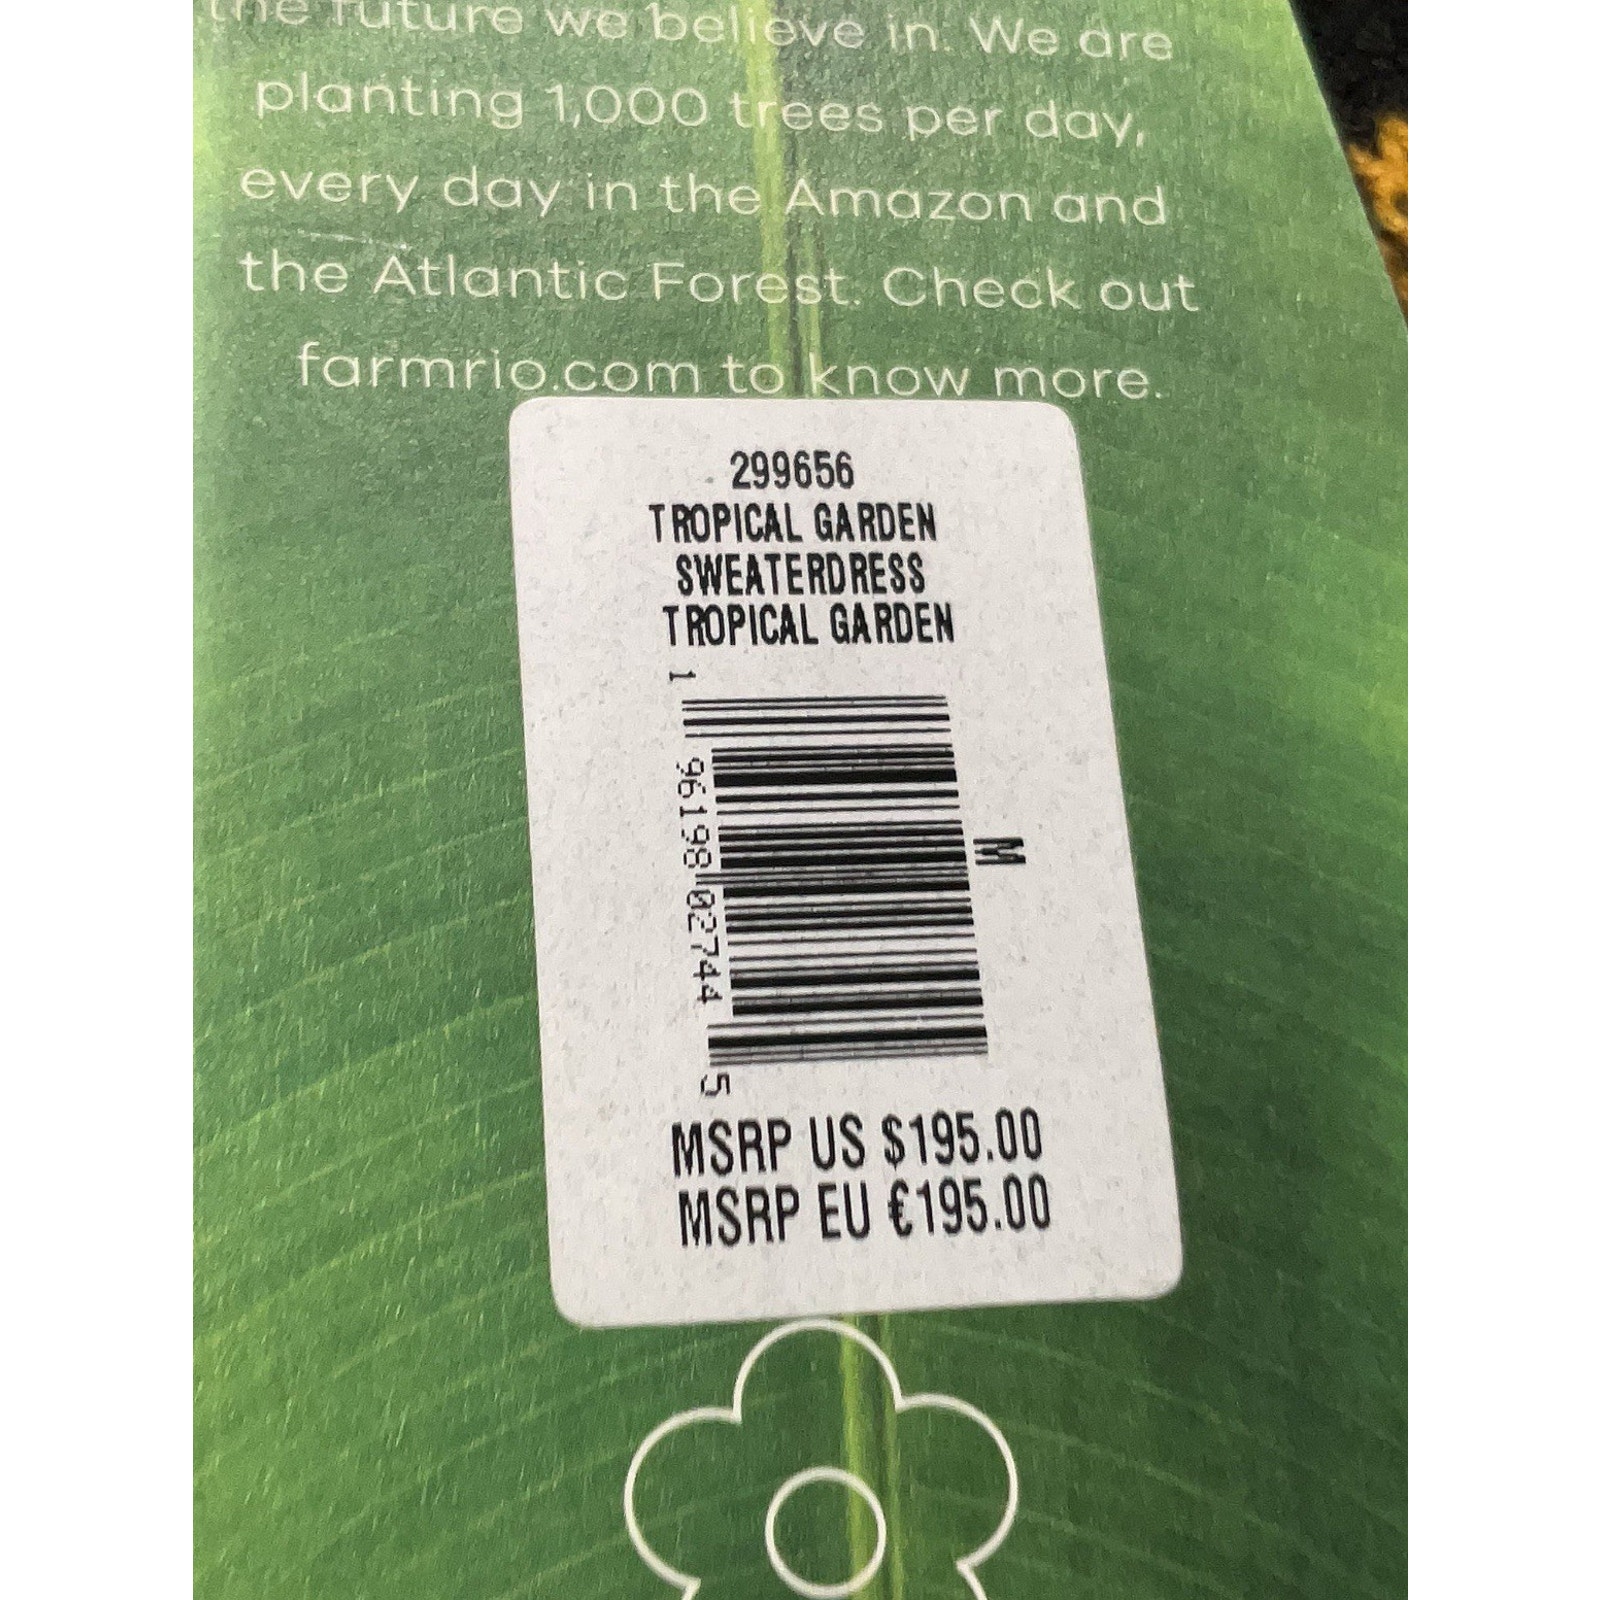 the future we believe in. We are
planting 1,000 trees per day,
every day in the Amazon and
the Atlantic Forest. Check out
farmrio.com to know more.
299656
TROPICAL GARDEN
SWEATERDRESS
TROPICAL GARDEN
1 96198 02744 5
M
MSRP US $195.00
MSRP EU €195.00